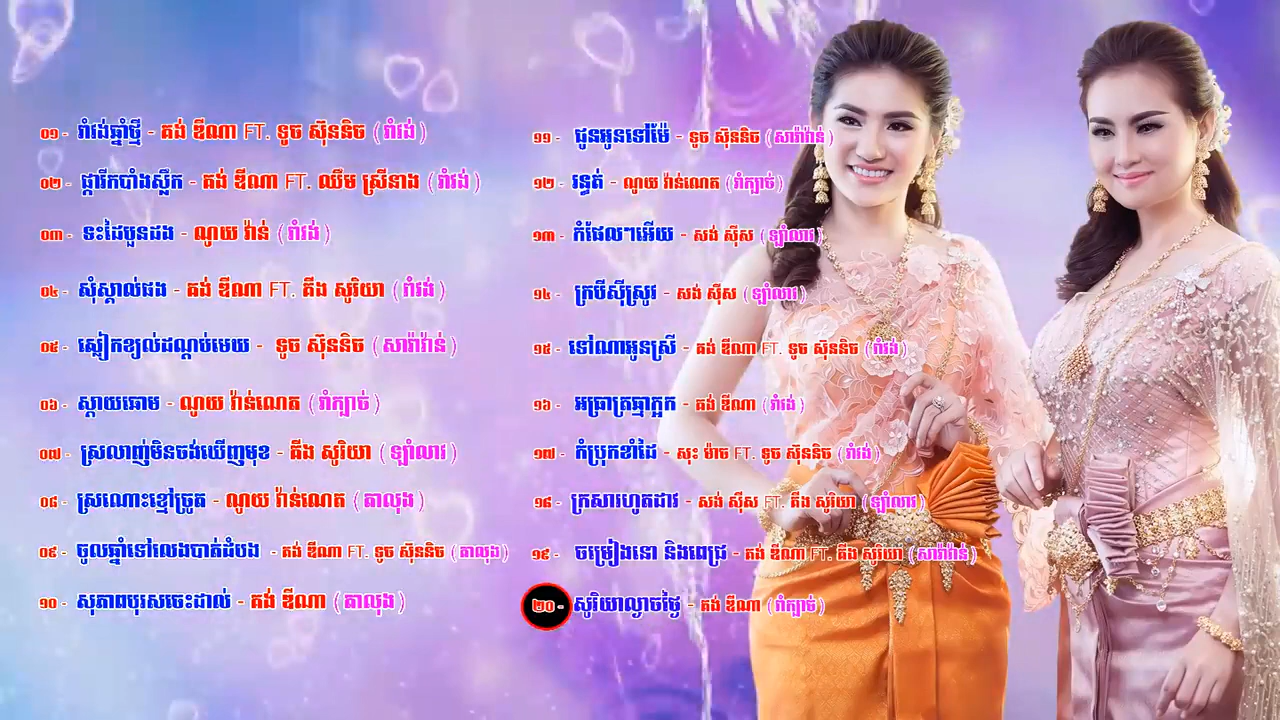 ០១ - រាំវង់ឆ្នាំថ្មី - គង់ ឌីណា FT. ទូច ស៊ុននិច ( រាំវង់ )
០២ - ផ្ការីកបាំងស្លឹក - គង់ ឌីណា FT. ឈឹម ស្រីនាង ( រាំវង់ )
០៣ - ទះដៃបួនដង - ណូយ វ៉ាន់ ( រាំវង់ )
០៤ - សុំស្គាល់ផង - គង់ ឌីណា FT. គីង សូរិយា ( រាំវង់ )
០៥ - ស្លៀកខ្យល់ដណ្តប់មេឃ - ទូច ស៊ុននិច ( សារ៉ាវ៉ាន់ )
០៦ - ស្តាយឆោម - ណូយ វ៉ាន់ណេត ( រាំក្បាច់ )
០៧ - ស្រលាញ់មិនចង់ឃើញមុខ - គីង សូរិយា ( ឡាំលាវ )
០៨ - ស្រណោះខ្មៅច្រូត - ណូយ វ៉ាន់ណេត ( តាលុង )
០៩ - ចូលឆ្នាំទៅលេងបាត់ដំបង - គង់ ឌីណា FT. ទូច ស៊ុននិច ( តាលុង )
១០ - សុភាពបុរសចេះដាល់ - គង់ ឌីណា ( តាលុង )
១១ - ជូនអូនទៅម៉ែ - ទូច ស៊ុននិច ( សារ៉ាវ៉ាន់ )
១២ - រន្ធត់ - ណូយ វ៉ាន់ណេត ( រាំក្បាច់ )
១៣ - កំផែលៗអើយ - សង់ ស៊ីស ( ឡាំលាវ )
១៤ - ក្របីស៊ីស្រូវ - សង់ ស៊ីស ( ឡាំលាវ )
១៥ - ទៅណាអូនស្រី - គង់ ឌីណា FT. ទូច ស៊ុននិច ( រាំវង់ )
១៦ - អធ្រាត្រធ្មាក្អក - គង់ ឌីណា ( រាំវង់ )
១៧ - កំប្រុកខាំដៃ - សុះ ម៉ាច FT. ទូច ស៊ុននិច ( រាំវង់ )
១៨ - ក្រសារហូតដាវ - សង់ ស៊ីស FT. គីង សូរិយា ( ឡាំលាវ )
១៩ - ចម្រៀងនោ និងពេជ្រ - គង់ ឌីណា FT. គីង សូរិយា ( សារ៉ាវ៉ាន់ )
២០ - សូរិយាល្ងាចថ្ងៃ - គង់ ឌីណា ( រាំក្បាច់ )